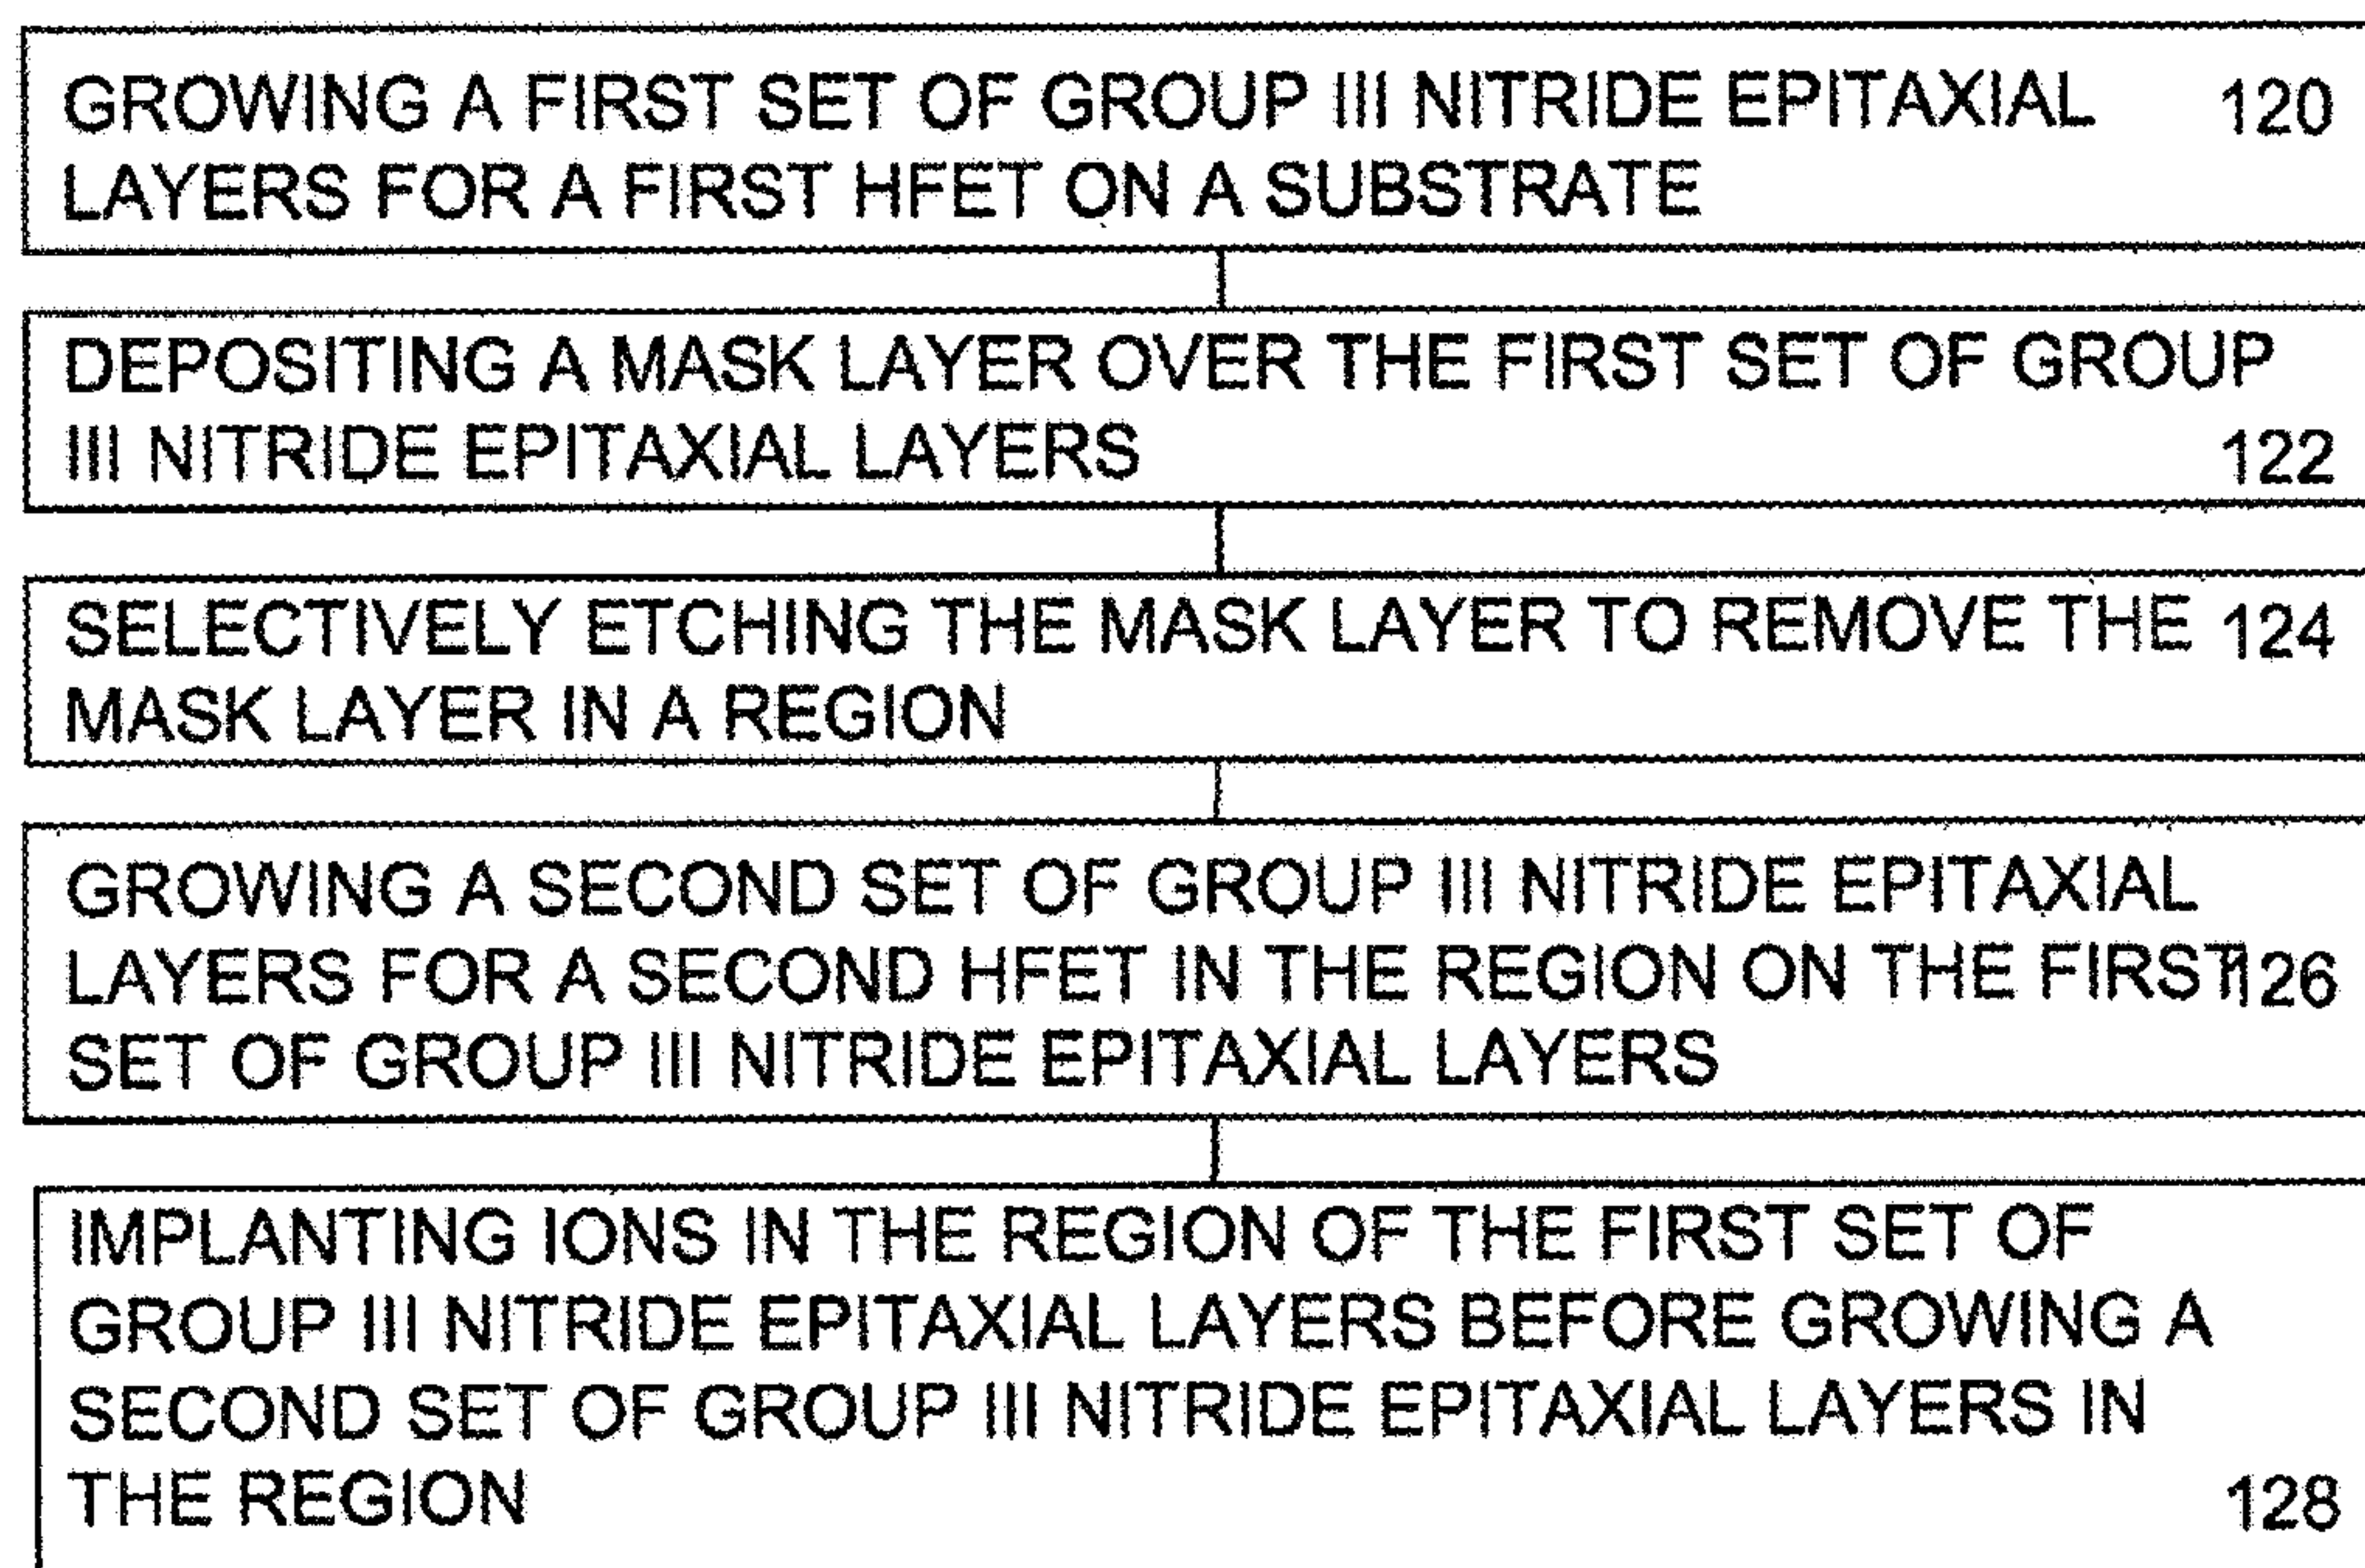 GROWING A FIRST SET OF GROUP III NITRIDE EPITAXIAL 120
LAYERS FOR A FIRST HFET ON A SUBSTRATE
DEPOSITING A MASK LAYER OVER THE FIRST SET OF GROUP
III NITRIDE EPITAXIAL LAYERS 122
SELECTIVELY ETCHING THE MASK LAYER TO REMOVE THE 124
MASK LAYER IN A REGION
GROWING A SECOND SET OF GROUP III NITRIDE EPITAXIAL
LAYERS FOR A SECOND HFET IN THE REGION ON THE FIRST 126
SET OF GROUP III NITRIDE EPITAXIAL LAYERS
IMPLANTING IONS IN THE REGION OF THE FIRST SET OF
GROUP III NITRIDE EPITAXIAL LAYERS BEFORE GROWING A
SECOND SET OF GROUP III NITRIDE EPITAXIAL LAYERS IN
THE REGION 128